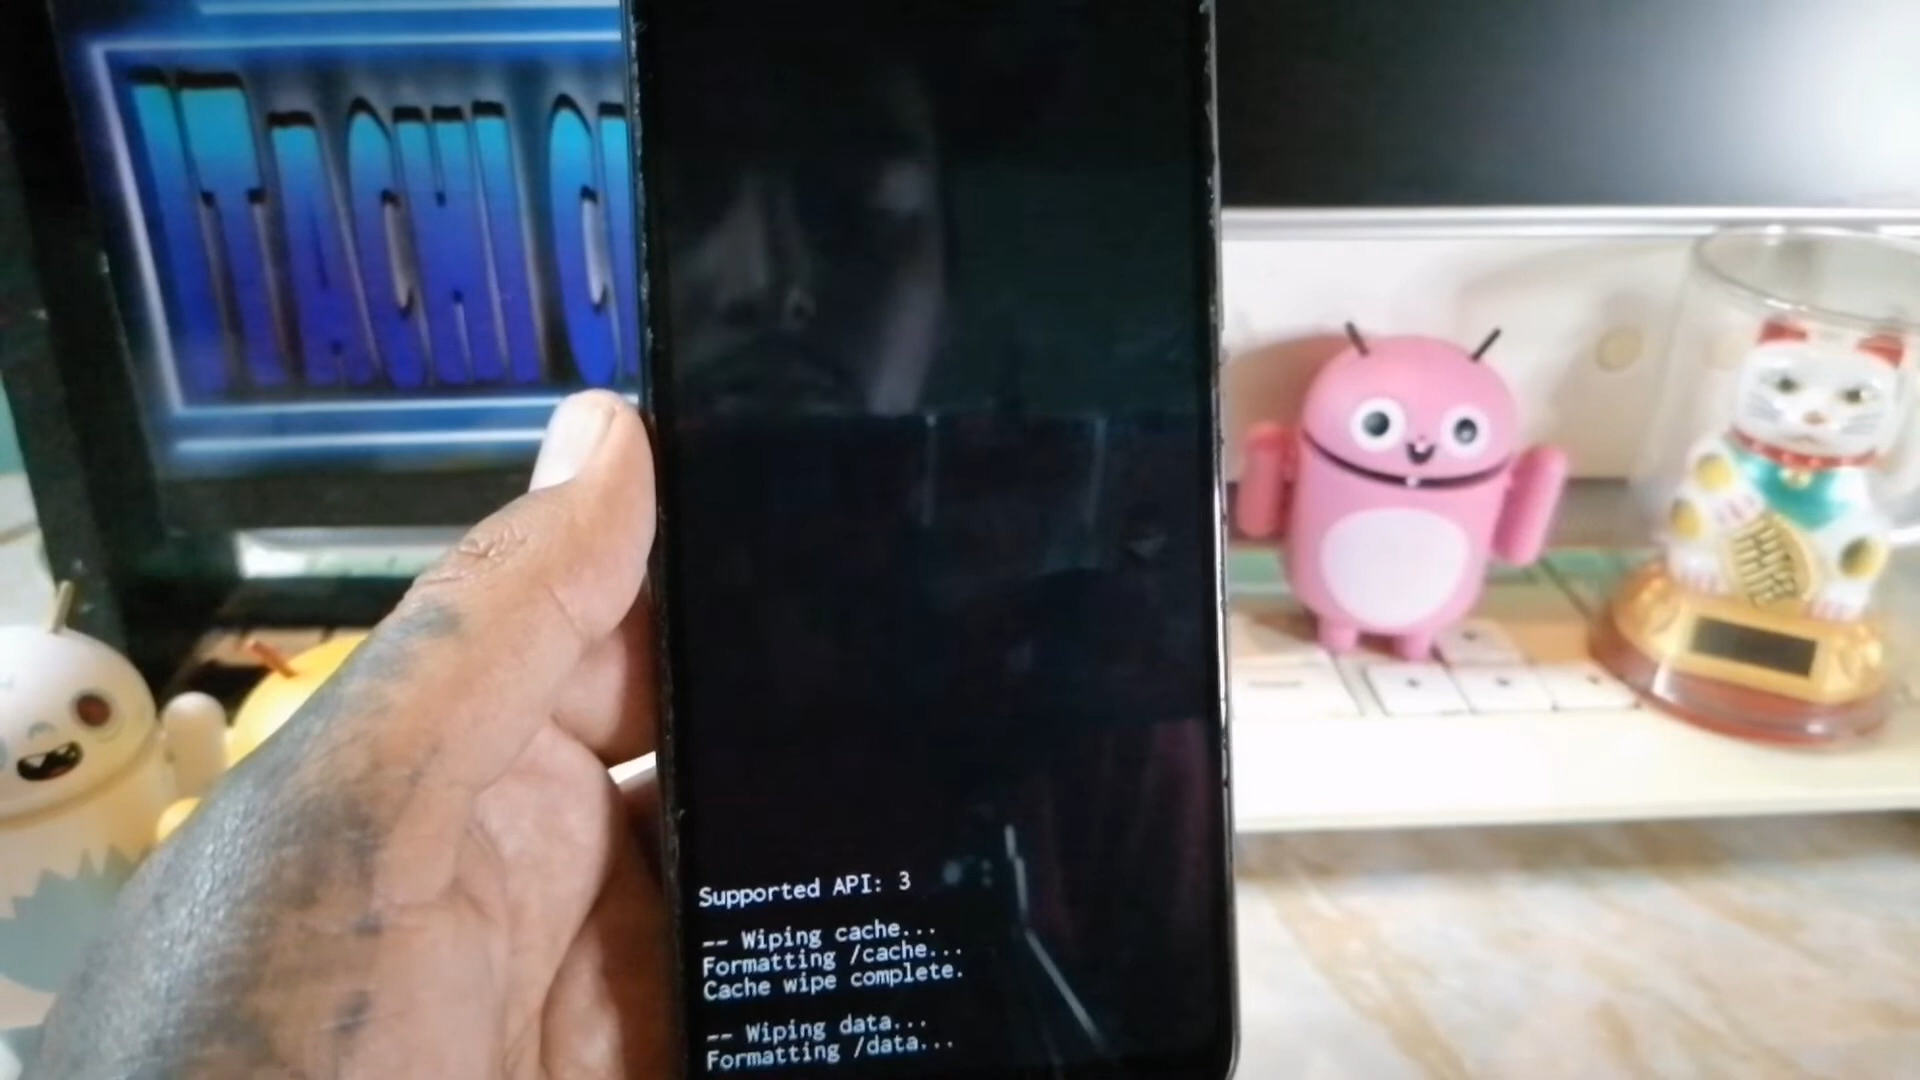 Supported API: 3
-- Wiping cache...
Formatting /cache...
Cache wipe complete.
-- Wiping data...
Formatting /data...